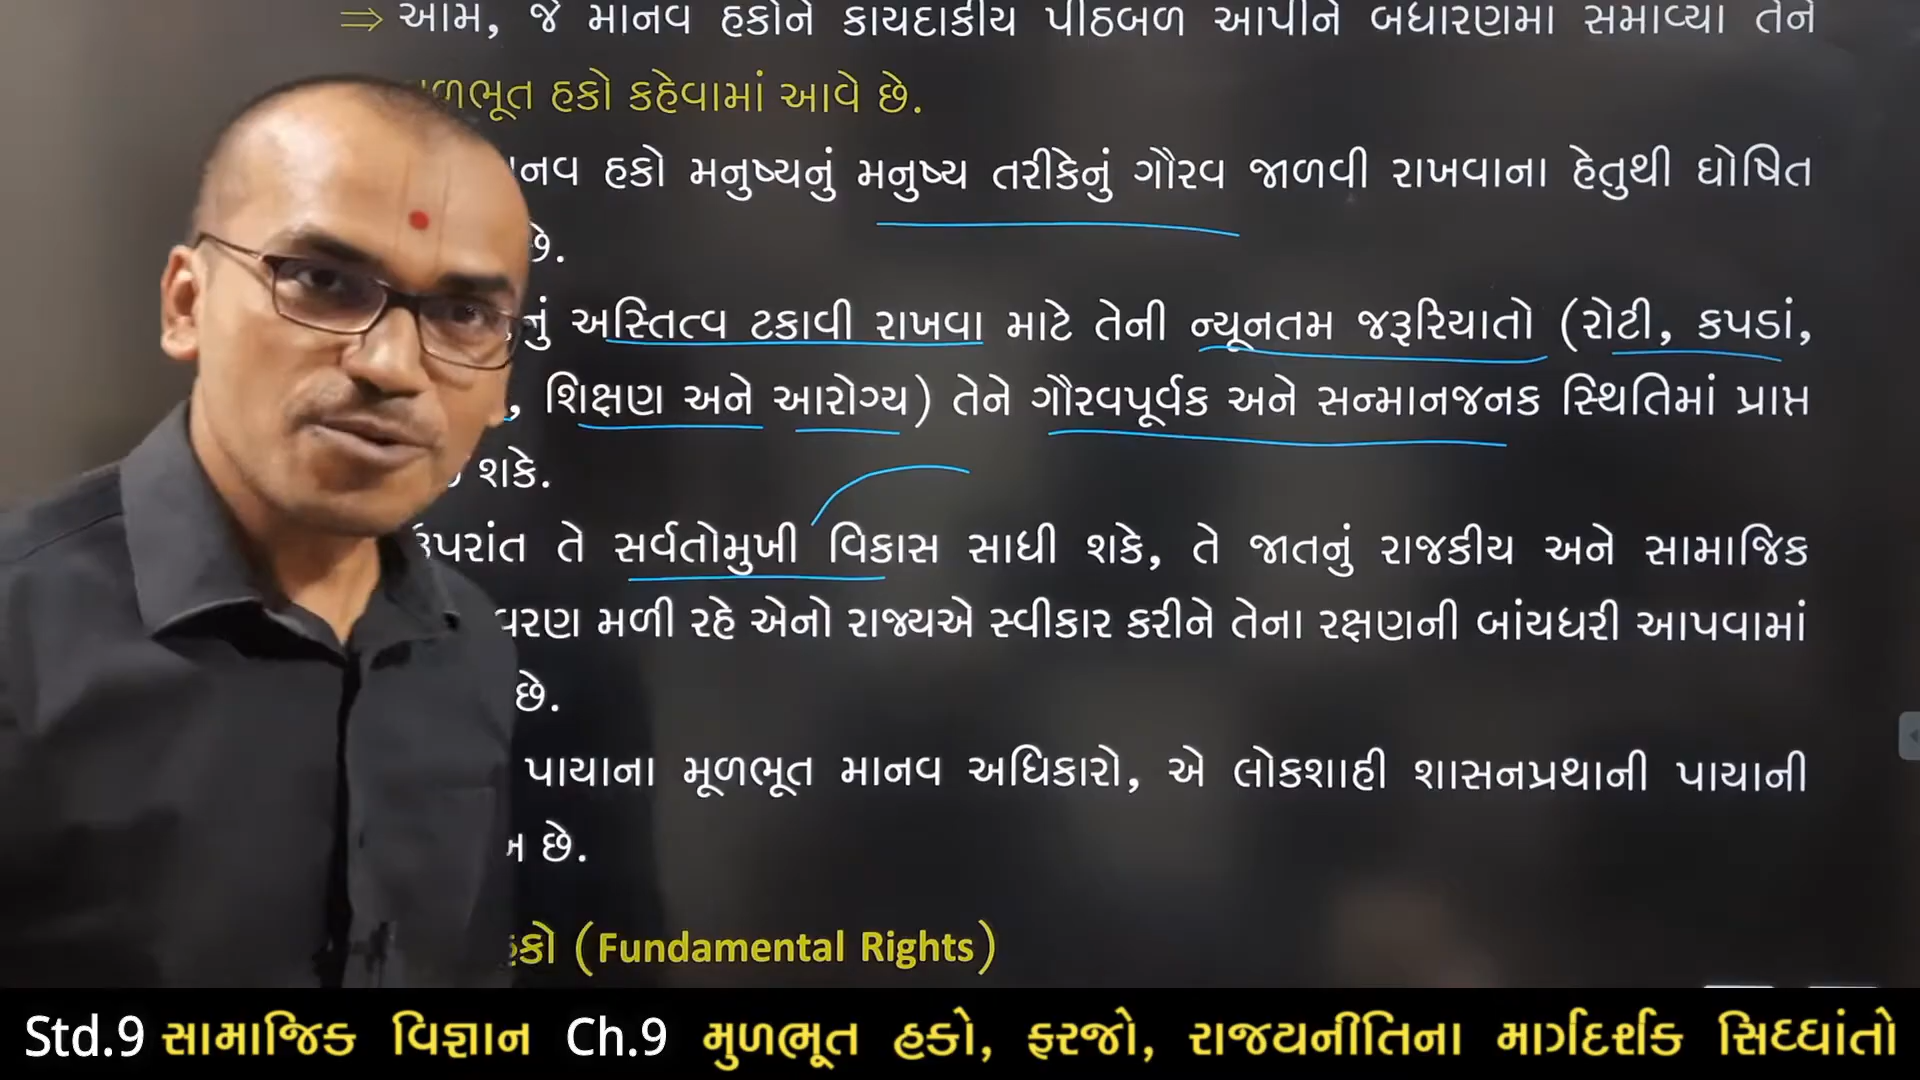 ⇒ આમ, જે માનવ હકોને કાયદાકીય પીઠબળ આપીને બંધારણમાં સમાવ્યા તેને
મૂળભૂત હકો કહેવામાં આવે છે.
માનવ હકો મનુષ્યનું મનુષ્ય તરીકેનું ગૌરવ જાળવી રાખવાના હેતુથી ઘોષિત
છે.
અસ્તિત્વ ટકાવી રાખવા માટે તેની ન્યૂનતમ જરૂરિયાતો (રોટી, કપડાં,
શિક્ષણ અને આરોગ્ય) તેને ગૌરવપૂર્વક અને સન્માનજનક સ્થિતિમાં પ્રાપ્ત
શકે.
ઉપરાંત તે સર્વતોમુખી વિકાસ સાધી શકે, તે જાતનું રાજકીય અને સામાજિક
મળી રહે એનો રાજ્યએ સ્વીકાર કરીને તેના રક્ષણની બાંયધરી આપવામાં
છે.
પાયાના મૂળભૂત માનવ અધિકારો, એ લોકશાહી શાસનપ્રથાની પાયાની
છે.
હકો (Fundamental Rights)
Std.9 સામાજિક વિજ્ઞાન Ch.9 મુળભૂત હકો, ફરજો, રાજયનીતિના માર્ગદર્શક સિધ્ધાંતો